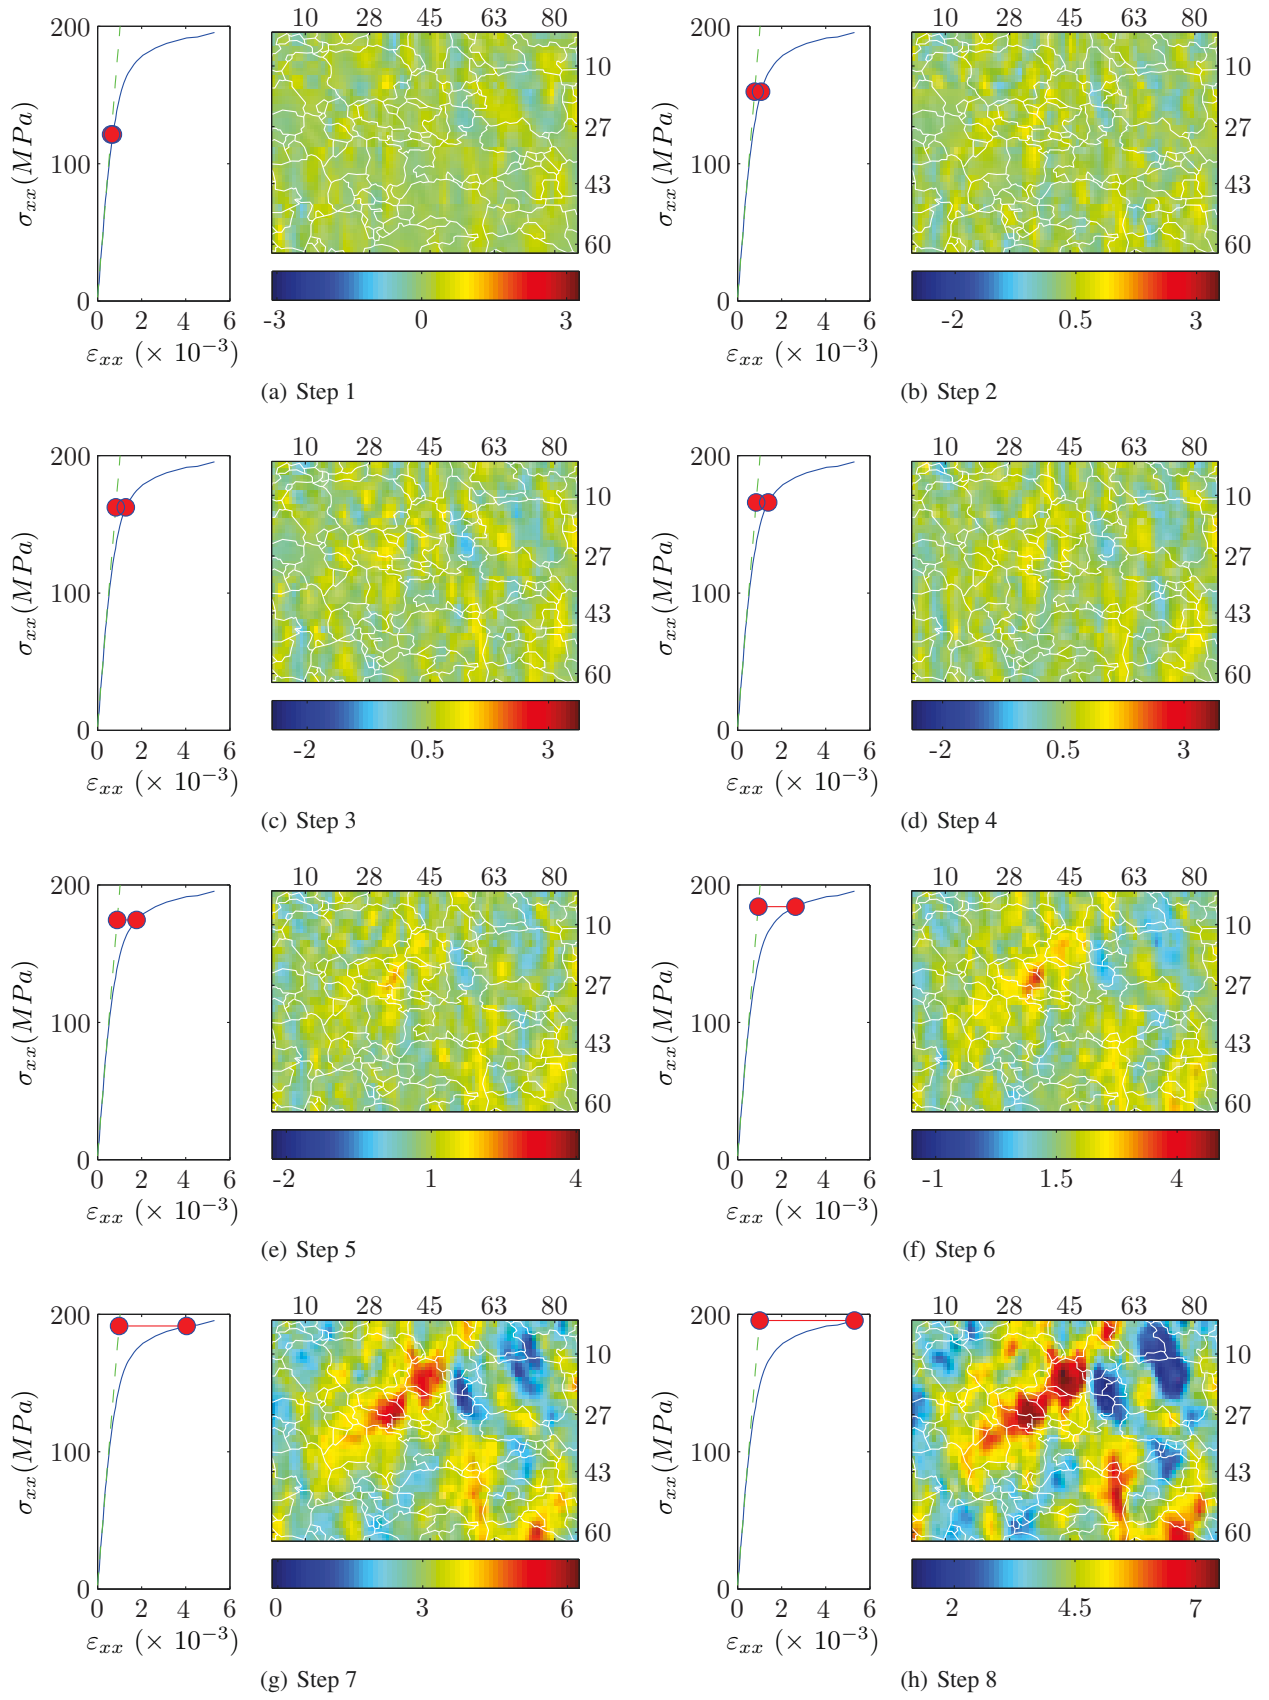 10 28 45 63 80 10 28 45 63 80
200 200
10 10
27 27
100 100
43 43
60 60
σxx(MPa) σxx(MPa)
0 0
0 2 4 6 -3 0 3 0 2 4 6 -2 0.5 3
εxx (× 10−3) εxx (× 10−3)
(a) Step 1 (b) Step 2
10 28 45 63 80 10 28 45 63 80
200 200
10 10
27 27
100 100
43 43
60 60
σxx(MPa) σxx(MPa)
0 0
0 2 4 6 -2 0.5 3 0 2 4 6 -2 0.5 3
εxx (× 10−3) εxx (× 10−3)
(c) Step 3 (d) Step 4
10 28 45 63 80 10 28 45 63 80
200 200
10 10
27 27
100 100
43 43
60 60
σxx(MPa) σxx(MPa)
0 0
0 2 4 6 -2 1 4 0 2 4 6 -1 1.5 4
εxx (× 10−3) εxx (× 10−3)
(e) Step 5 (f) Step 6
10 28 45 63 80 10 28 45 63 80
200 200
10 10
27 27
100 100
43 43
60 60
σxx(MPa) σxx(MPa)
0 0
0 2 4 6 0 3 6 0 2 4 6 2 4.5 7
εxx (× 10−3) εxx (× 10−3)
(g) Step 7 (h) Step 8